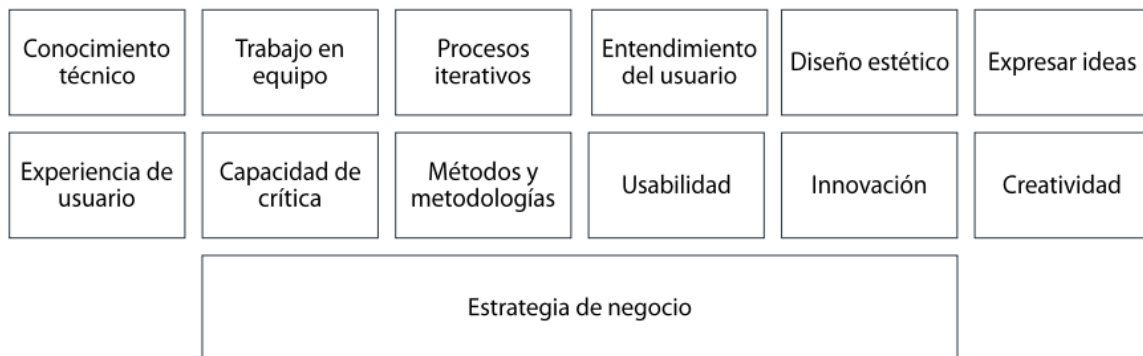 Conocimiento
técnico
Trabajo en
equipo
Procesos
iterativos
Entendimiento
del usuario
Diseño estético
Expresar ideas
Experiencia de
usuario
Capacidad de
crítica
Métodos y
metodologías
Usabilidad
Innovación
Creatividad
Estrategia de negocio